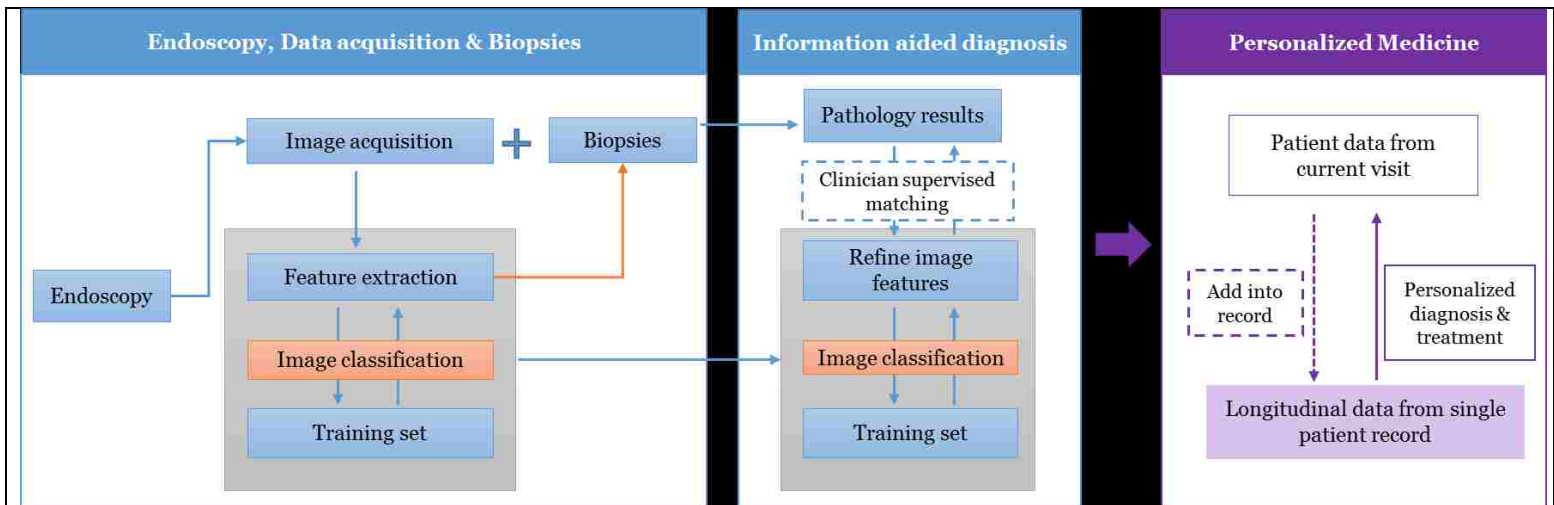 Endoscopy, Data acquisition & Biopsies
Information aided diagnosis
Personalized Medicine
Endoscopy
Image acquisition
Biopsies
Feature extraction
Image classification
Training set
Pathology results
Clinician supervised
matching
Refine image
features
Image classification
Training set
Patient data from
current visit
Add into
record
Personalized
diagnosis &
treatment
Longitudinal data from single
patient record